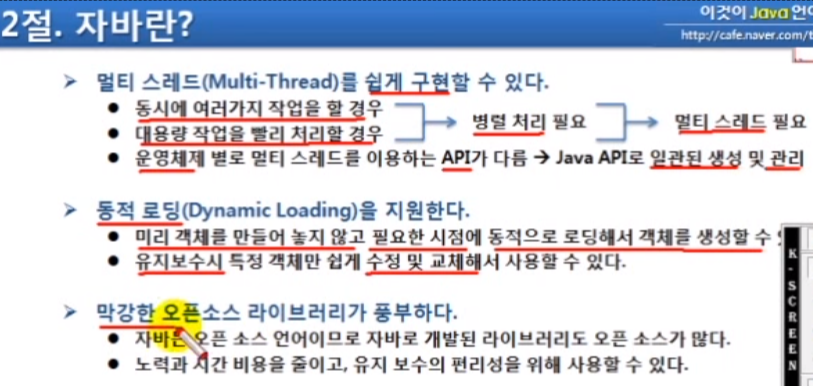 2절. 자바란?
이것이 Java 언
http://cafe.naver.com/t
➤ 멀티 스레드(Multi-Thread)를 쉽게 구현할 수 있다.
● 동시에 여러가지 작업을 할 경우
● 대용량 작업을 빨리 처리할 경우
병렬 처리 필요
멀티 스레드 필요
● 운영체제 별로 멀티 스레드를 이용하는 API가 다름 → Java API로 일관된 생성 및 관리
➤ 동적 로딩(Dynamic Loading)을 지원한다.
● 미리 객체를 만들어 놓지 않고 필요한 시점에 동적으로 로딩해서 객체를 생성할 수
● 유지보수시 특정 객체만 쉽게 수정 및 교체해서 사용할 수 있다.
➤ 막강한 오픈소스 라이브러리가 풍부하다.
● 자바는 오픈 소스 언어이므로 자바로 개발된 라이브러리도 오픈 소스가 많다.
● 노력과 시간 비용을 줄이고, 유지 보수의 편리성을 위해 사용할 수 있다.
K-SCREEN